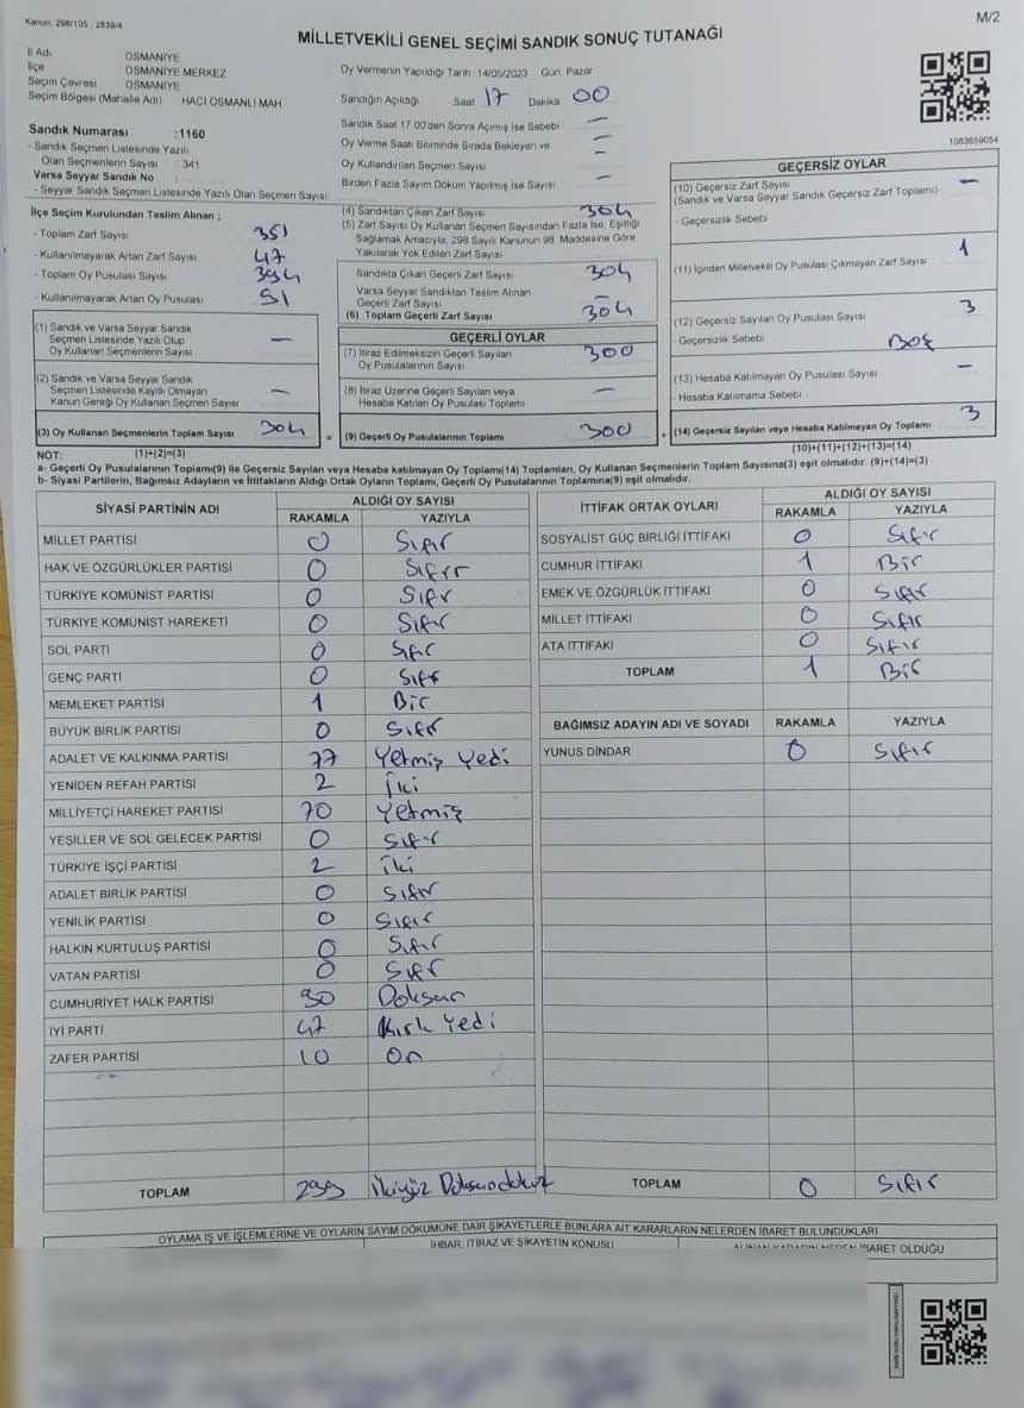 Kanun: 298/105 , 2839/4
M/2
MİLLETVEKİLİ GENEL SEÇİMİ SANDIK SONUÇ TUTANAĞI
İl Adı OSMANİYE
İlçe OSMANİYE MERKEZ
Seçim Çevresi OSMANİYE
Seçim Bölgesi (Mahalle Adı) HACI OSMANLI MAH
Sandık Numarası :1160
- Sandık Seçmen Listesinde Yazılı
Olan Seçmenlerin Sayısı 341
Varsa Seyyar Sandık No
- Seyyar Sandık Seçmen Listesinde Yazılı Olan Seçmen Sayısı
Oy Vermenin Yapıldığı Tarih: 14/05/2023 Gün: Pazar
Sandığın Açıldığı Saat 17 Dakika 00
Sandık Saat 17.00'den Sonra Açılmış İse Sebebi —
Oy Verme Saati Bitiminde Sırada Bekleyen ve —
Oy Kullandırılan Seçmen Sayısı —
Birden Fazla Sayım Döküm Yapılmış İse Sayısı —
1063659054
İlçe Seçim Kurulundan Teslim Alınan ;
- Toplam Zarf Sayısı 351
- Kullanılmayarak Artan Zarf Sayısı 47
- Toplam Oy Pusulası Sayısı 394
- Kullanılmayarak Artan Oy Pusulası 51
(1) Sandık ve Varsa Seyyar Sandık
Seçmen Listesinde Yazılı Olup
Oy Kullanan Seçmenlerin Sayısı —
(2) Sandık ve Varsa Seyyar Sandık
Seçmen Listesinde Kaydı Olmayan
Kanun Gereği Oy Kullanan Seçmen Sayısı —
(3) Oy Kullanan Seçmenlerin Toplam Sayısı 304
(4) Sandıktan Çıkan Zarf Sayısı 304
(5) Zarf Sayısı Oy Kullanan Seçmen Sayısından Fazla İse, Eşitliği
Sağlamak Amacıyla, 298 Sayılı Kanunun 98. Maddesine Göre
Yakılarak Yok Edilen Zarf Sayısı
Sandıkta Çıkan Geçerli Zarf Sayısı 304
Varsa Seyyar Sandıktan Teslim Alınan
Geçerli Zarf Sayısı —
(6) Toplam Geçerli Zarf Sayısı 304
GEÇERLİ OYLAR
(7) İtiraz Edilmeksizin Geçerli Sayılan
Oy Pusulalarının Sayısı 300
(8) İtiraz Üzerine Geçerli Sayılan veya
Hesaba Katılan Oy Pusulası Toplamı —
= (9) Geçerli Oy Pusulalarının Toplamı 300
GEÇERSİZ OYLAR
(10) Geçersiz Zarf Sayısı —
(Sandık ve Varsa Seyyar Sandık Geçersiz Zarf Toplamı)
- Geçersizlik Sebebi
(11) İçinden Milletvekili Oy Pusulası Çıkmayan Zarf Sayısı 1
(12) Geçersiz Sayılan Oy Pusulası Sayısı 3
- Geçersizlik Sebebi Boş
(13) Hesaba Katılmayan Oy Pusulası Sayısı —
- Hesaba Katılmama Sebebi
+ (14) Geçersiz Sayılan veya Hesaba Katılmayan Oy Toplamı 3
NOT: (1)+(2)=(3)
(10)+(11)+(12)+(13)=(14)
a- Geçerli Oy Pusulalarının Toplamı(9) ile Geçersiz Sayılan veya Hesaba katılmayan Oy Toplamı(14) Toplamları, Oy Kullanan Seçmenlerin Toplam Sayısına(3) eşit olmalıdır. (9)+(14)=(3)
b- Siyasi Partilerin, Bağımsız Adayların ve İttifakların Aldığı Ortak Oyların Toplamı, Geçerli Oy Pusulalarının Toplamına(9) eşit olmalıdır.
SİYASİ PARTİNİN ADI ALDIĞI OY SAYISI
RAKAMLA YAZIYLA
MİLLET PARTİSİ 0 Sıfır
HAK VE ÖZGÜRLÜKLER PARTİSİ 0 Sıfır
TÜRKİYE KOMÜNİST PARTİSİ 0 Sıfır
TÜRKİYE KOMÜNİST HAREKETİ 0 Sıfır
SOL PARTİ 0 Sıfır
GENÇ PARTİ 0 Sıfır
MEMLEKET PARTİSİ 1 Bir
BÜYÜK BİRLİK PARTİSİ 0 Sıfır
ADALET VE KALKINMA PARTİSİ 77 Yetmiş Yedi
YENİDEN REFAH PARTİSİ 2 İki
MİLLİYETÇİ HAREKET PARTİSİ 70 Yetmiş
YEŞİLLER VE SOL GELECEK PARTİSİ 0 Sıfır
TÜRKİYE İŞÇİ PARTİSİ 2 İki
ADALET BİRLİK PARTİSİ 0 Sıfır
YENİLİK PARTİSİ 0 Sıfır
HALKIN KURTULUŞ PARTİSİ 0 Sıfır
VATAN PARTİSİ 0 Sıfır
CUMHURİYET HALK PARTİSİ 90 Doksan
İYİ PARTİ 47 Kırk Yedi
ZAFER PARTİSİ 10 On
TOPLAM 299 İkiyüz Doksandokuz
İTTİFAK ORTAK OYLARI ALDIĞI OY SAYISI
RAKAMLA YAZIYLA
SOSYALİST GÜÇ BİRLİĞİ İTTİFAKI 0 Sıfır
CUMHUR İTTİFAKI 1 Bir
EMEK VE ÖZGÜRLÜK İTTİFAKI 0 Sıfır
MİLLET İTTİFAKI 0 Sıfır
ATA İTTİFAKI 0 Sıfır
TOPLAM 1 Bir
BAĞIMSIZ ADAYIN ADI VE SOYADI RAKAMLA YAZIYLA
YUNUS DİNDAR 0 Sıfır
TOPLAM 0 Sıfır
OYLAMA İŞ VE İŞLEMLERİNE VE OYLARIN SAYIM DÖKÜMÜNE DAİR ŞİKAYETLERLE BUNLARA AİT KARARLARIN NELERDEN İBARET BULUNDUKLARI
İHBAR, İTİRAZ VE ŞİKAYETİN KONUSU
İBARET OLDUĞU